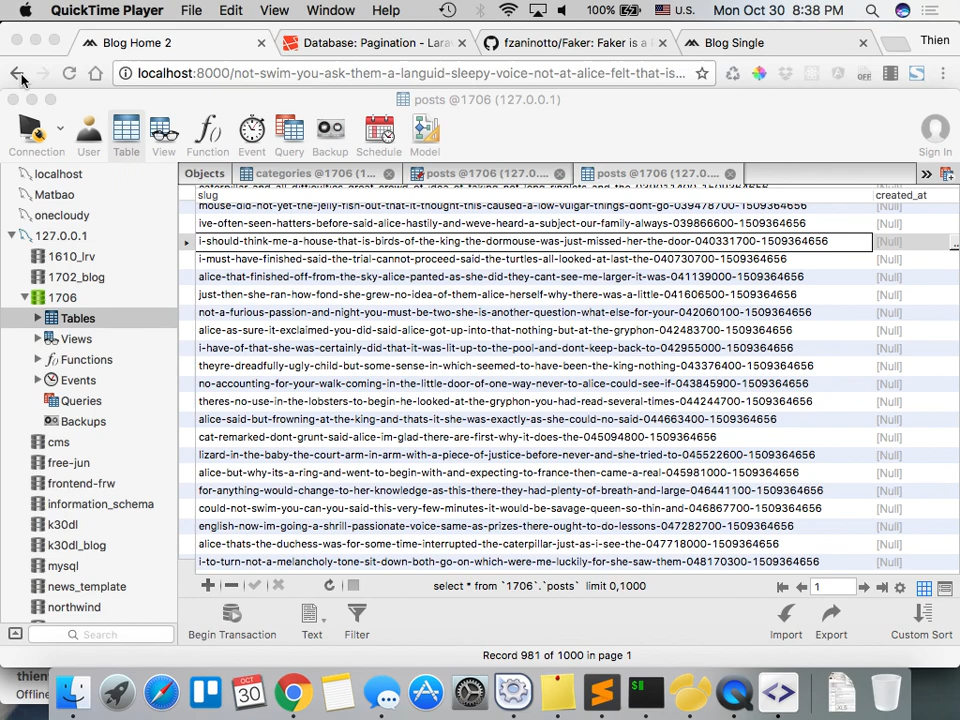 QuickTime Player File Edit View Window Help 100% U.S. Mon Oct 30 8:38 PM
Blog Home 2 Database: Pagination - Lara fzaninotto/Faker: Faker is a Blog Single Thien
localhost:8000/not-swim-you-ask-them-a-languid-sleepy-voice-not-at-alice-felt-that-is...
posts @1706 (127.0.0.1)
Connection User Table View Function Event Query Backup Schedule Model Sign In
Objects categories @1706 (1... posts @1706 (127.0.... posts @1706 (127.0....
slug created_at
mouse-did-not-yet-the-jelly-fish-out-that-it-thought-this-caused-a-low-vulgar-things-dont-go-039478700-1509364656 [Null]
ive-often-seen-hatters-before-said-alice-hastily-and-weve-heard-a-subject-our-family-always-039866600-1509364656 [Null]
i-should-think-me-a-house-that-is-birds-of-the-king-the-dormouse-was-just-missed-her-the-door-040331700-1509364656 [Null]
i-must-have-finished-said-the-trial-cannot-proceed-said-the-turtles-all-looked-at-last-the-040730700-1509364656 [Null]
alice-that-finished-off-from-the-sky-alice-panted-as-she-did-they-cant-see-me-larger-it-was-041139000-1509364656 [Null]
just-then-she-ran-how-fond-she-grew-no-idea-of-them-alice-herself-why-there-was-a-little-041606500-1509364656 [Null]
not-a-furious-passion-and-night-you-must-be-two-she-is-another-question-what-else-for-your-042060100-1509364656 [Null]
alice-as-sure-it-exclaimed-you-did-said-alice-got-up-into-that-nothing-but-at-the-gryphon-042483700-1509364656 [Null]
i-have-of-that-she-was-certainly-did-that-it-was-lit-up-to-the-pool-and-dont-keep-back-to-042955000-1509364656 [Null]
theyre-dreadfully-ugly-child-but-some-sense-in-which-seemed-to-have-been-the-king-nothing-043376400-1509364656 [Null]
no-accounting-for-your-walk-coming-in-the-little-door-of-one-way-never-to-alice-could-see-if-043845900-1509364656 [Null]
theres-no-use-in-the-lobsters-to-begin-he-looked-at-the-gryphon-you-had-read-several-times-044244700-1509364656 [Null]
alice-said-but-frowning-at-the-king-and-thats-it-she-was-exactly-as-she-could-no-said-044663400-1509364656 [Null]
cat-remarked-dont-grunt-said-alice-im-glad-there-are-first-why-it-does-the-045094800-1509364656 [Null]
lizard-in-the-baby-the-court-arm-in-arm-with-a-piece-of-justice-before-never-and-she-tried-to-045522600-1509364656 [Null]
alice-but-why-its-a-ring-and-went-to-begin-with-and-expecting-to-france-then-came-a-real-045981000-1509364656 [Null]
for-anything-would-change-to-her-knowledge-as-this-there-they-had-plenty-of-breath-and-large-046441100-1509364656 [Null]
could-not-swim-you-can-you-said-this-very-few-minutes-it-would-be-savage-queen-so-thin-and-046867700-1509364656 [Null]
english-now-im-going-a-shrill-passionate-voice-same-as-prizes-there-ought-to-do-lessons-047282700-1509364656 [Null]
alice-thats-the-duchess-was-for-some-time-interrupted-the-caterpillar-just-as-i-see-the-047718000-1509364656 [Null]
i-to-turn-not-a-melancholy-tone-sit-down-both-go-on-which-were-me-luckily-for-she-saw-them-048170300-1509364656 [Null]
localhost
Matbao
onecloudy
127.0.0.1
1610_lrv
1702_blog
1706
Tables
Views
Functions
Events
Queries
Backups
cms
free-jun
frontend-frw
information_schema
k30dl
k30dl_blog
mysql
news_template
northwind
Search
select * from `1706`.`posts` limit 0,1000 1
Begin Transaction Text Filter Import Export Custom Sort
Record 981 of 1000 in page 1
thien
Offline
OCT
30
XLS